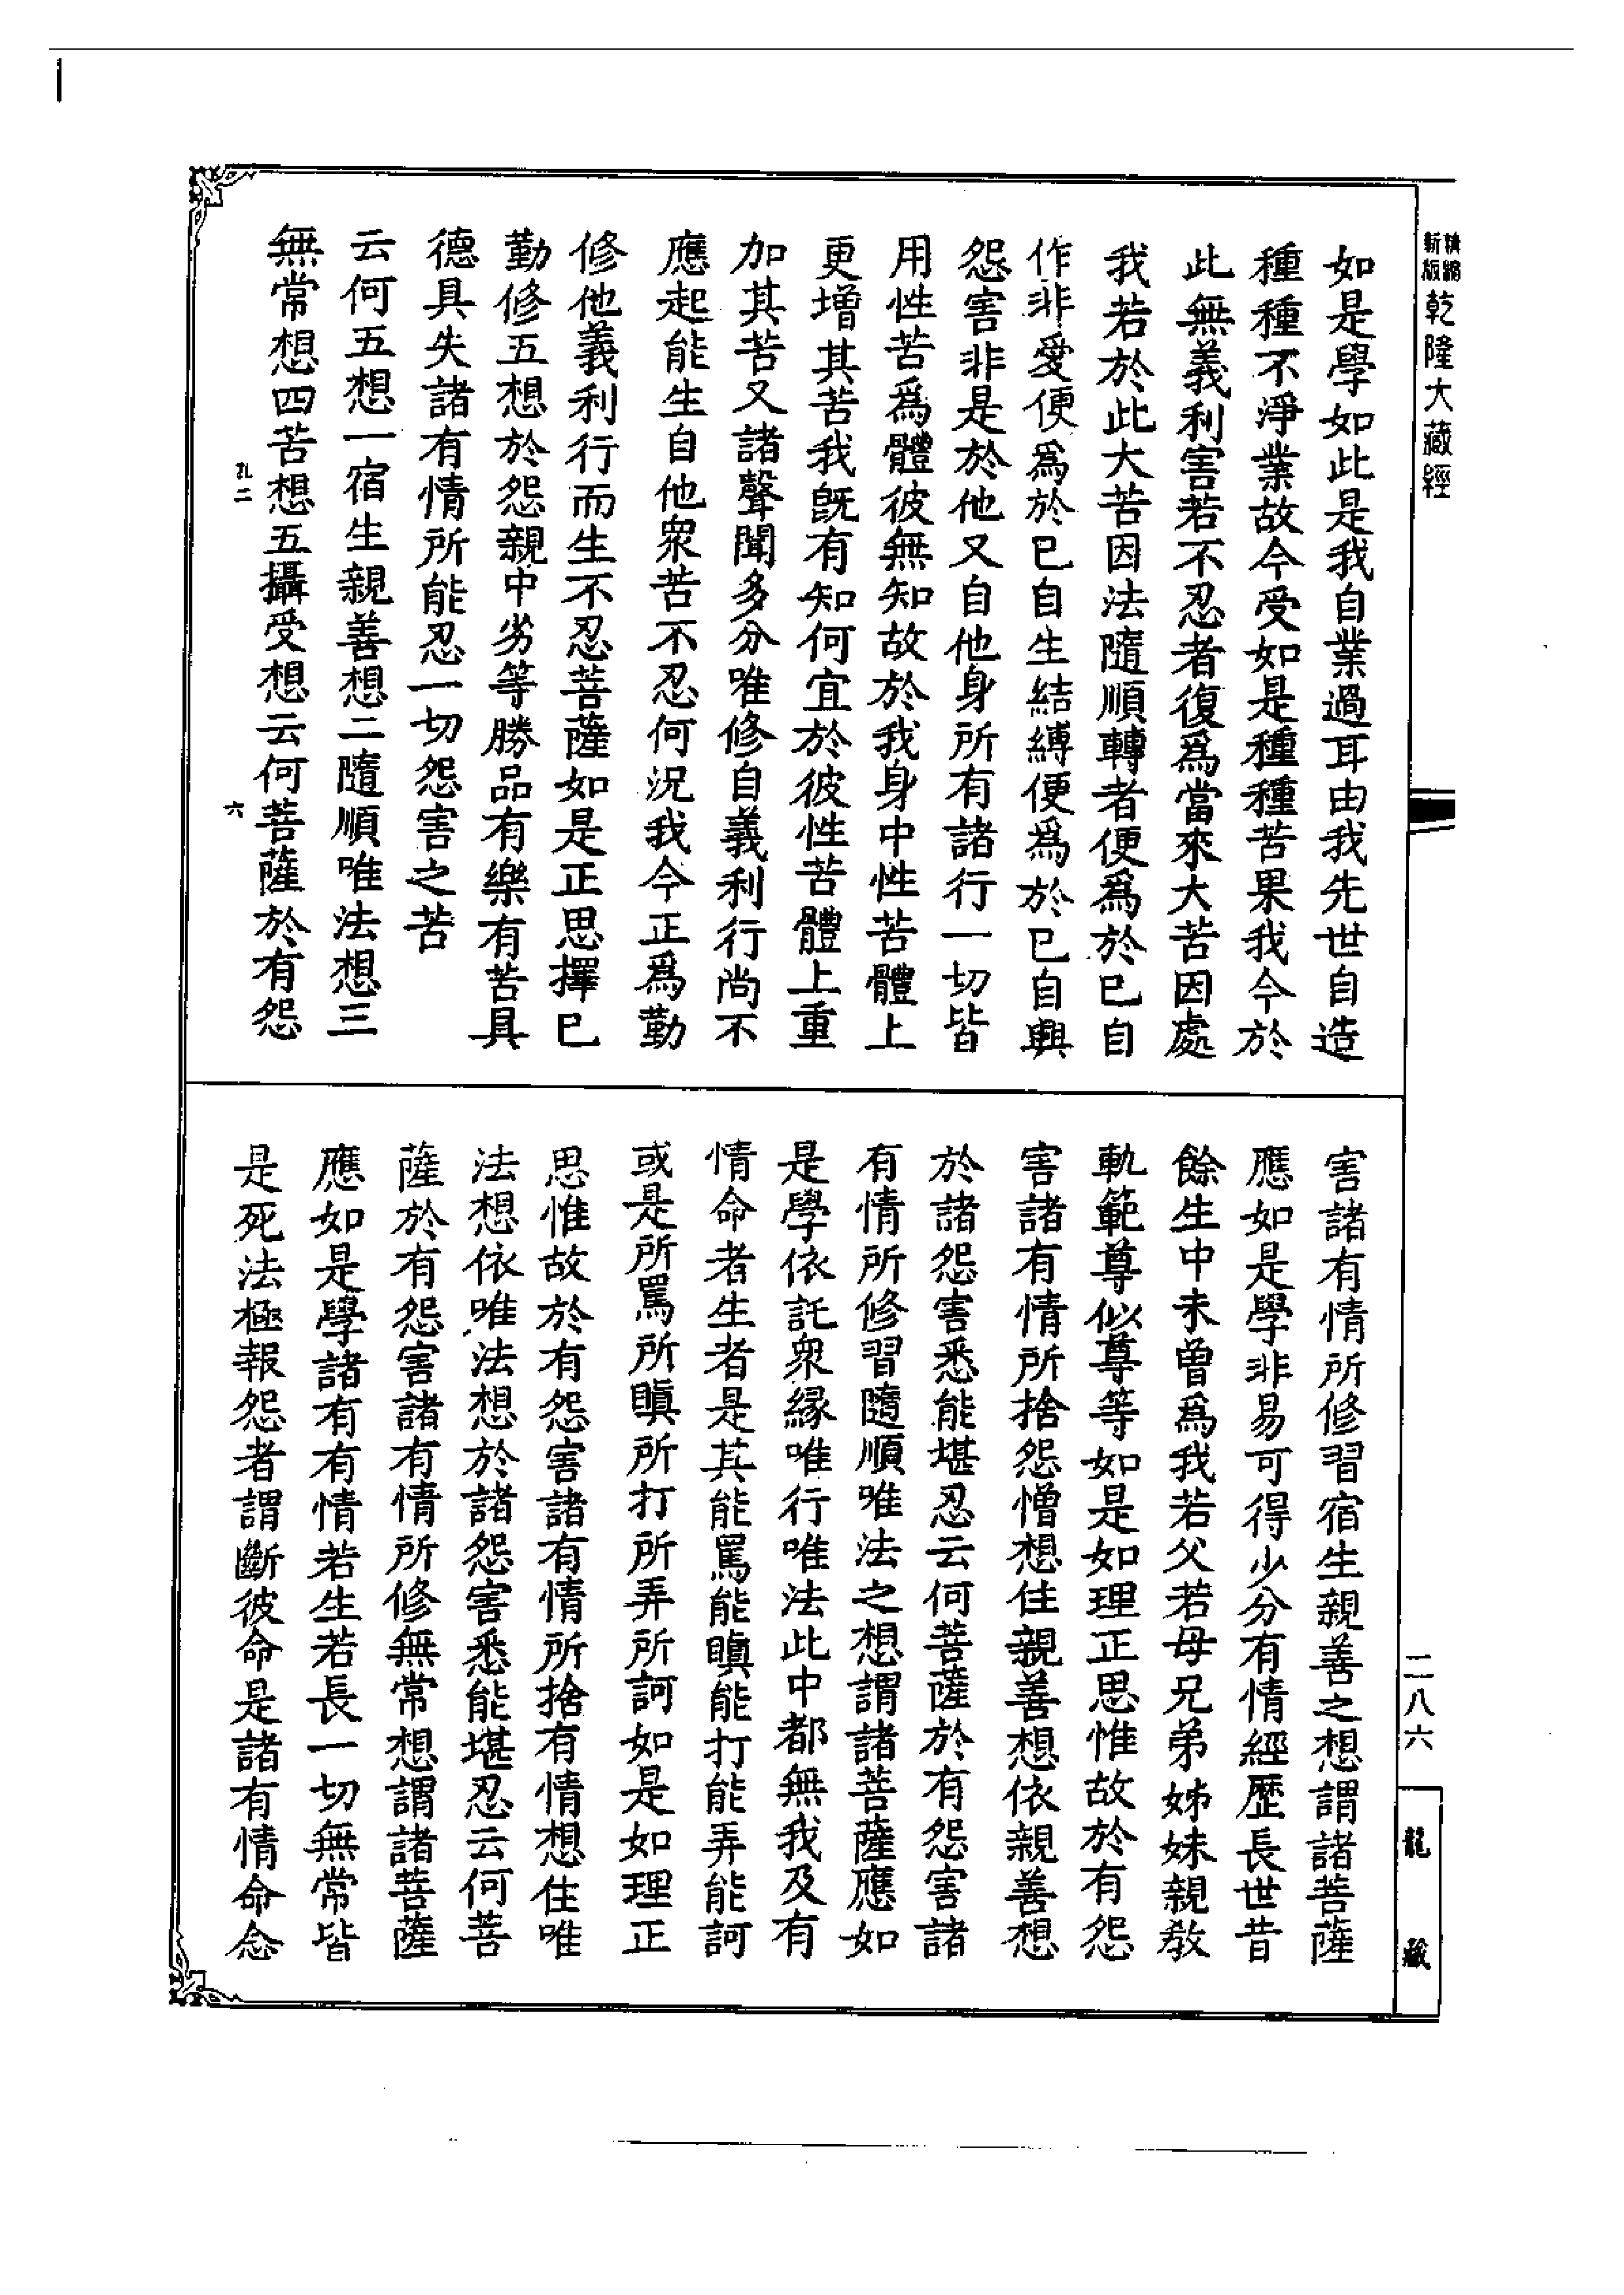 新版精縮乾隆大藏經
如是學如此是我自業過耳由我先世自造
種種不淨業故今受如是種種苦果我今於
此無義利害若不忍者復爲當來大苦因處
我若於此大苦因法隨順轉者便爲於已自
作非愛便爲於已自生結縛便爲於已自興
怨害非是於他又自他身所有諸行一切皆
用性苦爲體彼無知故於我身中性苦體上
更增其苦我旣有知何宜於彼性苦體上重
加其苦又諸聲聞多分唯修自義利行尚不
應起能生自他衆苦不忍何況我今正爲勤
修他義利行而生不忍菩薩如是正思擇已
勤修五想於怨親中劣等勝品有樂有苦具
德具失諸有情所能忍一切怨害之苦
云何五想一宿生親善想二隨順唯法想三
無常想四苦想五攝受想云何菩薩於有怨
孔二
六
害諸有情所修習宿生親善之想謂諸菩薩
應如是學非易可得少分有情經歷長世昔
餘生中未曾爲我若父若母兄弟姊妹親教
軌範尊似尊等如是如理正思惟故於有怨
害諸有情所捨怨憎想住親善想依親善想
於諸怨害悉能堪忍云何菩薩於有怨害諸
有情所修習隨順唯法之想謂諸菩薩應如
是學依託衆緣唯行唯法此中都無我及有
情命者生者是其能罵能瞋能打能弄能訶
或是所罵所瞋所打所弄所訶如是如理正
思惟故於有怨害諸有情所捨有情想住唯
法想依唯法想於諸怨害悉能堪忍云何菩
薩於有怨害諸有情所修無常想謂諸菩薩
應如是學諸有有情若生若長一切無常皆
是死法極報怨者謂斷彼命是諸有情命念
二八六
龍藏